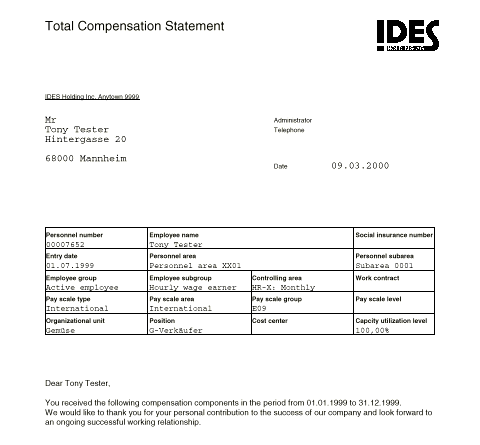 Total Compensation Statement
IDES
HOLDING AG
IDES Holding Inc. Anytown 9999
Mr
Tony Tester
Hintergasse 20
68000 Mannheim
Administrator
Telephone
Date 09.03.2000
Personnel number Employee name Social insurance number
00007652 Tony Tester
Entry date Personnel area Personnel subarea
01.07.1999 Personnel area XX01 Subarea 0001
Employee group Employee subgroup Controlling area Work contract
Active employee Hourly wage earner HR-X: Monthly
Pay scale type Pay scale area Pay scale group Pay scale level
International International E09
Organizational unit Position Cost center Capcity utilization level
Gemüse G-Verkäufer 100,00%
Dear Tony Tester,
You received the following compensation components in the period from 01.01.1999 to 31.12.1999.
We would like to thank you for your personal contribution to the success of our company and look forward to
an ongoing successful working relationship.